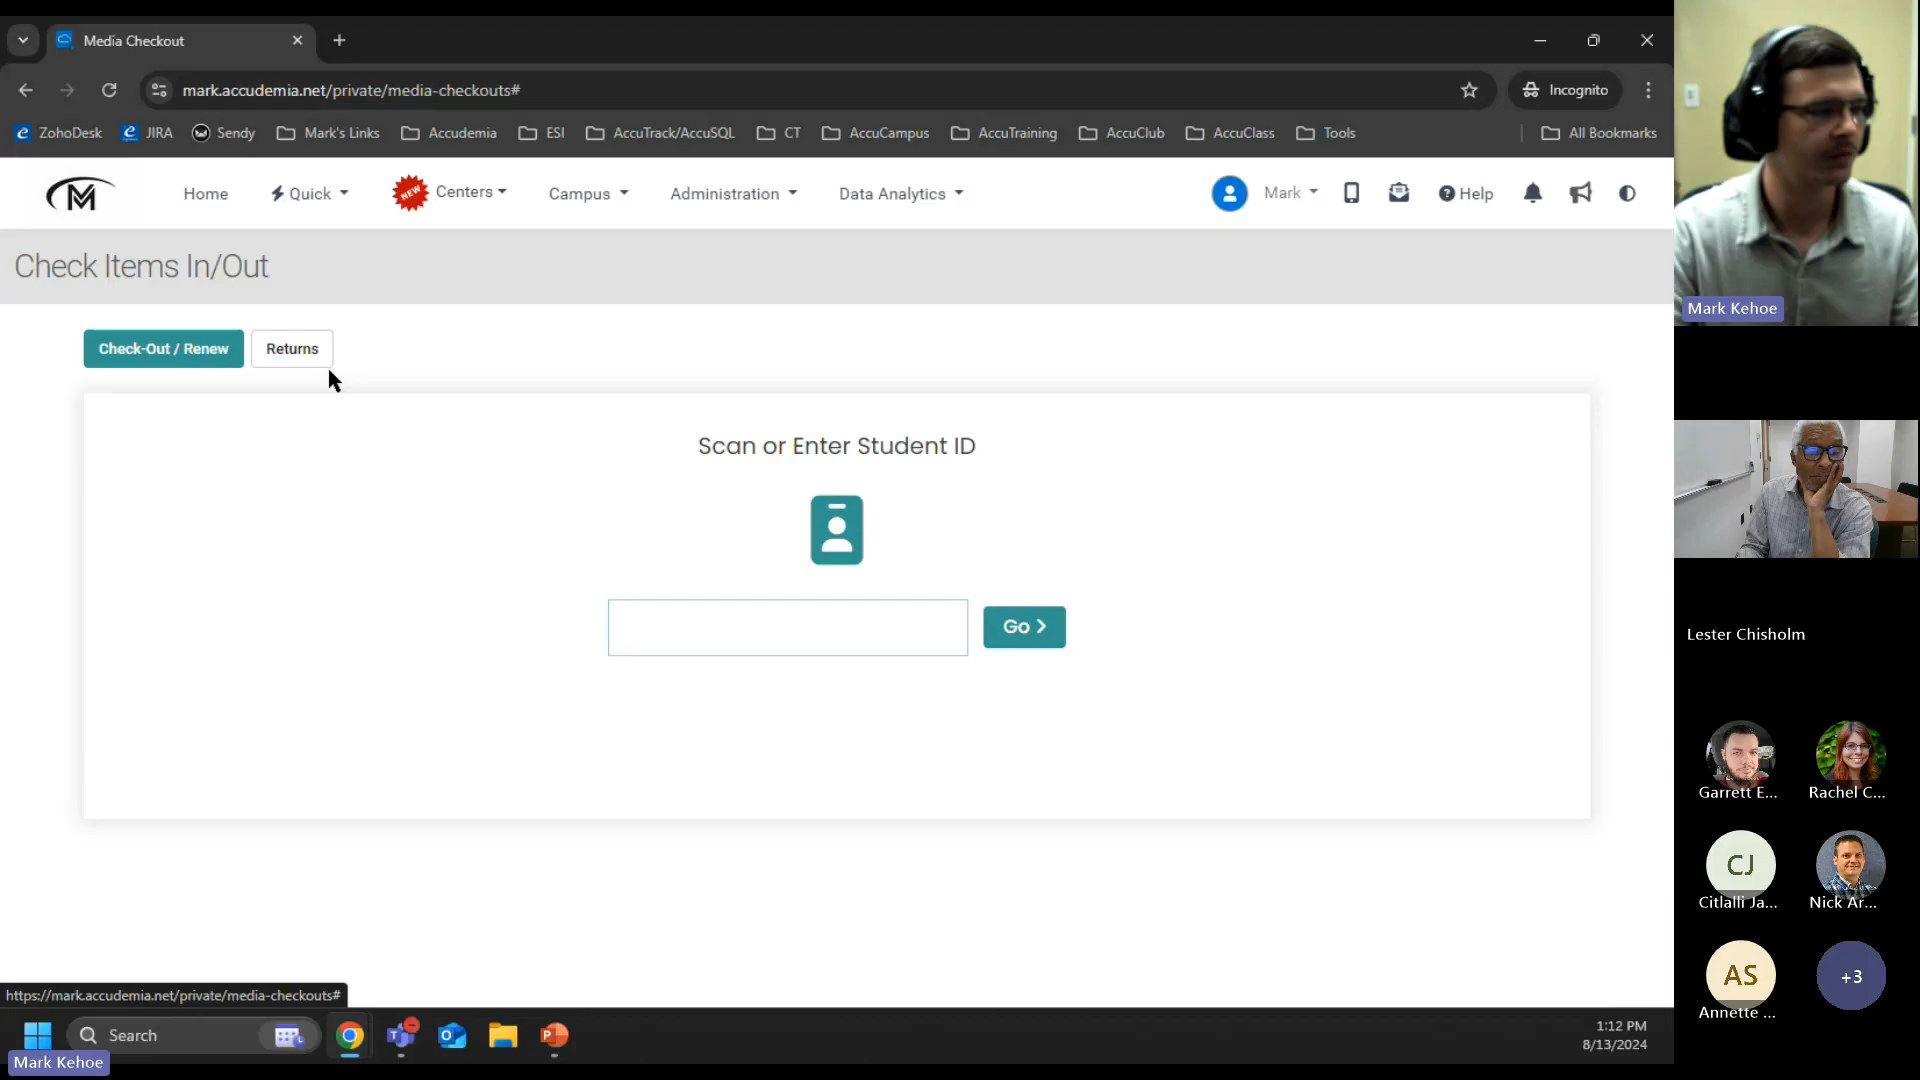 Media Checkout
mark.accudemia.net/private/media-checkouts#
Incognito
ZohoDesk
JIRA
Sendy
Mark's Links
Accudemia
ESI
AccuTrack/AccuSQL
CT
AccuCampus
AccuTraining
AccuClub
AccuClass
Tools
All Bookmarks
M
Home
Quick
NEW
Centers
Campus
Administration
Data Analytics
Mark
Help
Check Items In/Out
Check-Out / Renew
Returns
Scan or Enter Student ID
Go
https://mark.accudemia.net/private/media-checkouts#
Search
1:12 PM
8/13/2024
Mark Kehoe
Mark Kehoe
Lester Chisholm
Garrett E...
Rachel C...
CJ
Citlalli Ja...
Nick Ar...
AS
Annette ...
+3